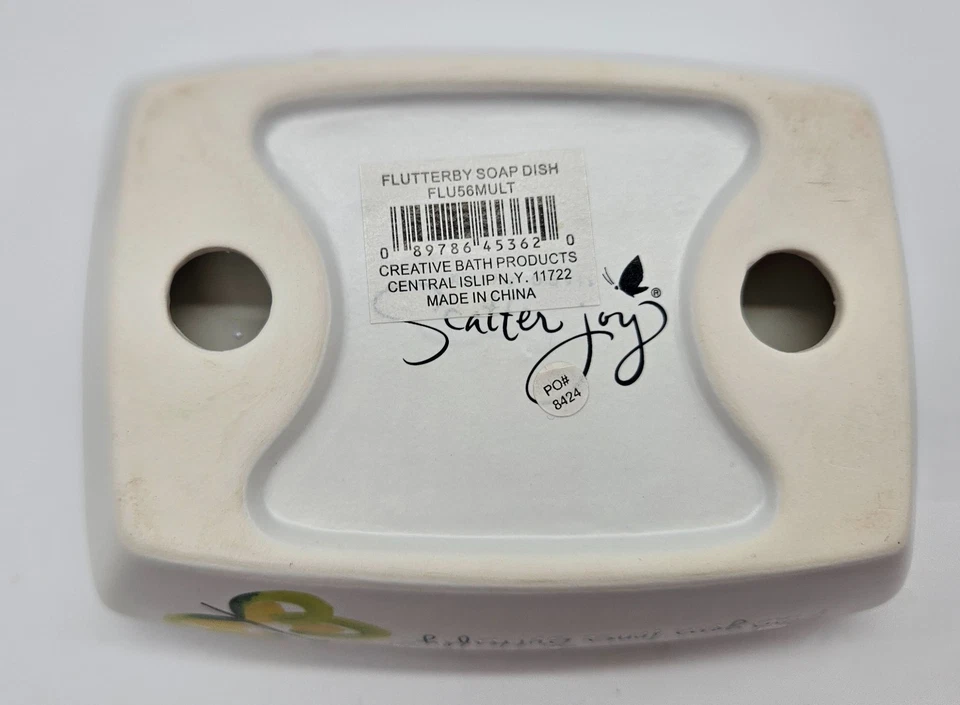 FLUTTERBY SOAP DISH
FLU56MULT
0 89786 45362 0
CREATIVE BATH PRODUCTS
CENTRAL ISLIP N.Y. 11722
MADE IN CHINA
Scatter joy ®
PO#
8424